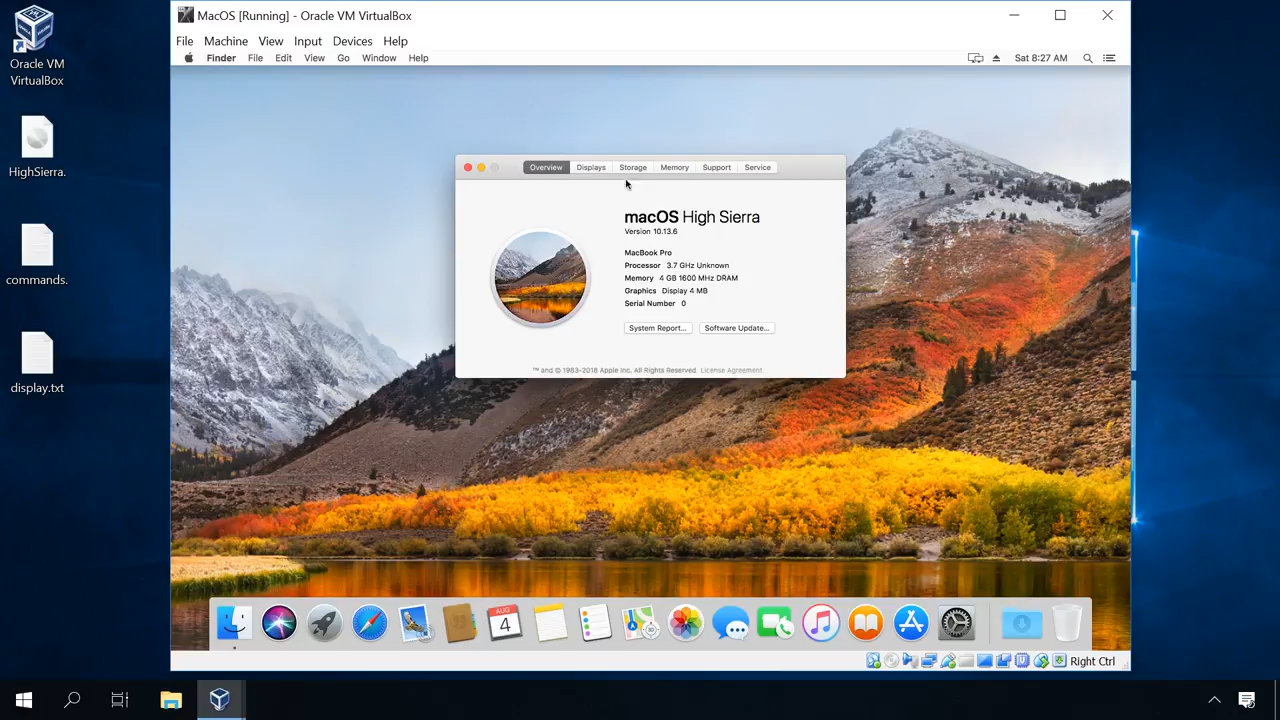 MacOS [Running] - Oracle VM VirtualBox
File Machine View Input Devices Help
Finder File Edit View Go Window Help
Sat 8:27 AM
Oracle VM
VirtualBox
HighSierra.
commands.
display.txt
Overview Displays Storage Memory Support Service
macOS High Sierra
Version 10.13.6
MacBook Pro
Processor 3.7 GHz Unknown
Memory 4 GB 1600 MHz DRAM
Graphics Display 4 MB
Serial Number 0
System Report... Software Update...
™ and © 1983-2018 Apple Inc. All Rights Reserved. License Agreement.
AUG
4
Right Ctrl